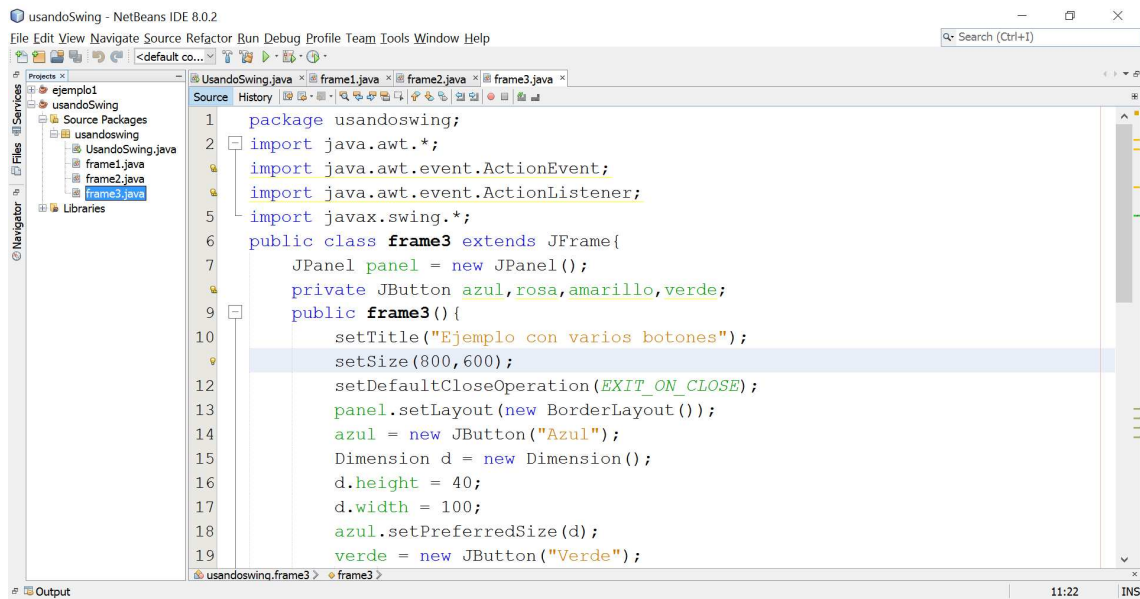 usandoSwing - NetBeans IDE 8.0.2
File Edit View Navigate Source Refactor Run Debug Profile Team Tools Window Help
Search (Ctrl+I)
<default co...
Projects
Services
Files
Navigator
ejemplo1
usandoSwing
Source Packages
usandoswing
UsandoSwing.java
frame1.java
frame2.java
frame3.java
Libraries
UsandoSwing.java frame1.java frame2.java frame3.java
Source History
1 package usandoswing;
2 import java.awt.*;
import java.awt.event.ActionEvent;
import java.awt.event.ActionListener;
5 import javax.swing.*;
6 public class frame3 extends JFrame{
7 JPanel panel = new JPanel();
private JButton azul,rosa,amarillo,verde;
9 public frame3(){
10 setTitle("Ejemplo con varios botones");
setSize(800,600);
12 setDefaultCloseOperation(EXIT_ON_CLOSE);
13 panel.setLayout(new BorderLayout());
14 azul = new JButton("Azul");
15 Dimension d = new Dimension();
16 d.height = 40;
17 d.width = 100;
18 azul.setPreferredSize(d);
19 verde = new JButton("Verde");
usandoswing.frame3 frame3
Output
11:22 INS